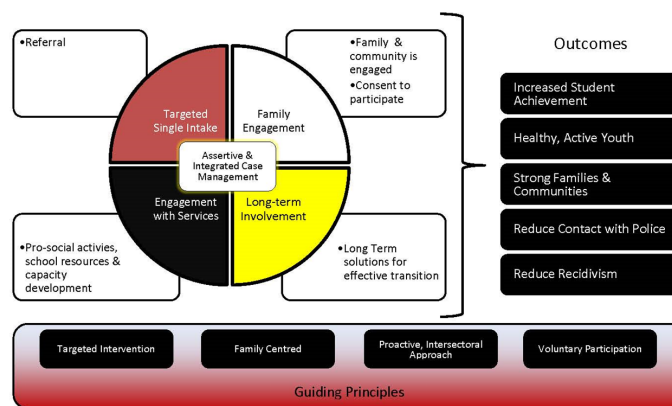 •Referral
•Family &
community is
engaged
•Consent to
participate
Targeted
Single Intake
Family
Engagement
Assertive &
Integrated Case
Management
Engagement
with Services
Long-term
Involvement
•Pro-social activies,
school resources &
capacity
development
•Long Term
solutions for
effective transition
Outcomes
Increased Student
Achievement
Healthy, Active Youth
Strong Families &
Communities
Reduce Contact with Police
Reduce Recidivism
Targeted Intervention
Family Centred
Proactive, Intersectoral
Approach
Voluntary Participation
Guiding Principles